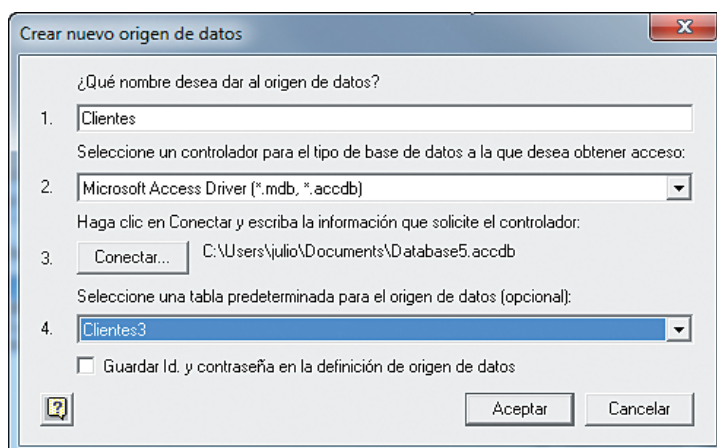 Crear nuevo origen de datos
¿Qué nombre desea dar al origen de datos?
1. Clientes
Seleccione un controlador para el tipo de base de datos a la que desea obtener acceso:
2. Microsoft Access Driver (*.mdb, *.accdb)
Haga clic en Conectar y escriba la información que solicite el controlador:
3. Conectar... C:\Users\julio\Documents\Database5.accdb
Seleccione una tabla predeterminada para el origen de datos (opcional):
4. Clientes3
Guardar Id. y contraseña en la definición de origen de datos
Aceptar Cancelar